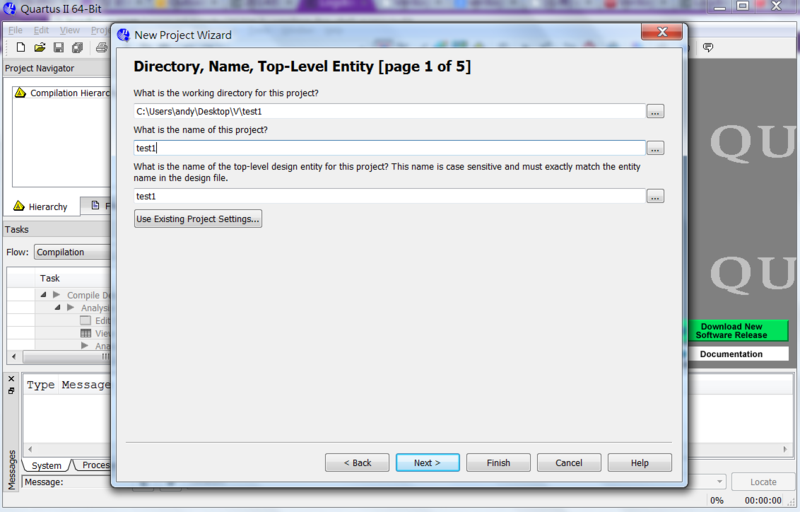 Quartus II 64-Bit
File Edit View
New Project Wizard
Project Navigator
Compilation Hierarc
Hierarchy
F
Tasks
Flow: Compilation
Task
Compile De
Analysis
Edit
View
Ana
Directory, Name, Top-Level Entity [page 1 of 5]
What is the working directory for this project?
C:\Users\andy\Desktop\V\test1
...
What is the name of this project?
test1
...
What is the name of the top-level design entity for this project? This name is case sensitive and must exactly match the entity
name in the design file.
test1
...
Use Existing Project Settings...
< Back
Next >
Finish
Cancel
Help
QU
QU
Download New
Software Release
Documentation
Type Message
System
Proces
Message:
Messages
Locate
0% 00:00:00